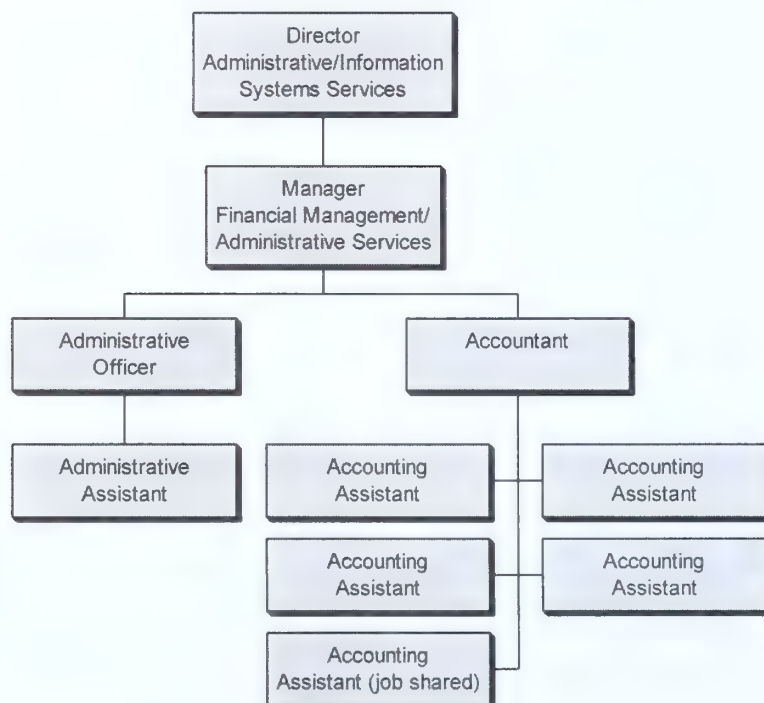 Director
Administrative/Information
Systems Services
Manager
Financial Management/
Administrative Services
Administrative
Officer
Accountant
Administrative
Assistant
Accounting
Assistant
Accounting
Assistant
Accounting
Assistant
Accounting
Assistant
Accounting
Assistant (job shared)